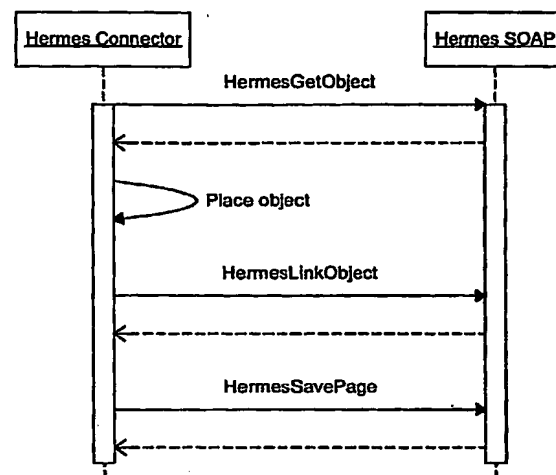 Hermes Connector
Hermes SOAP
HermesGetObject
Place object
HermesLinkObject
HermesSavePage